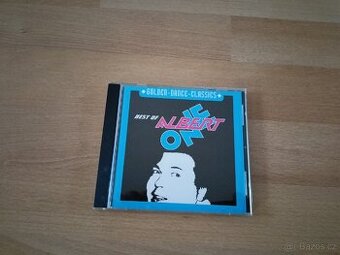 ★ GOLDEN·DANCE·CLASSICS ★
BEST OF
ALBERT
ONE